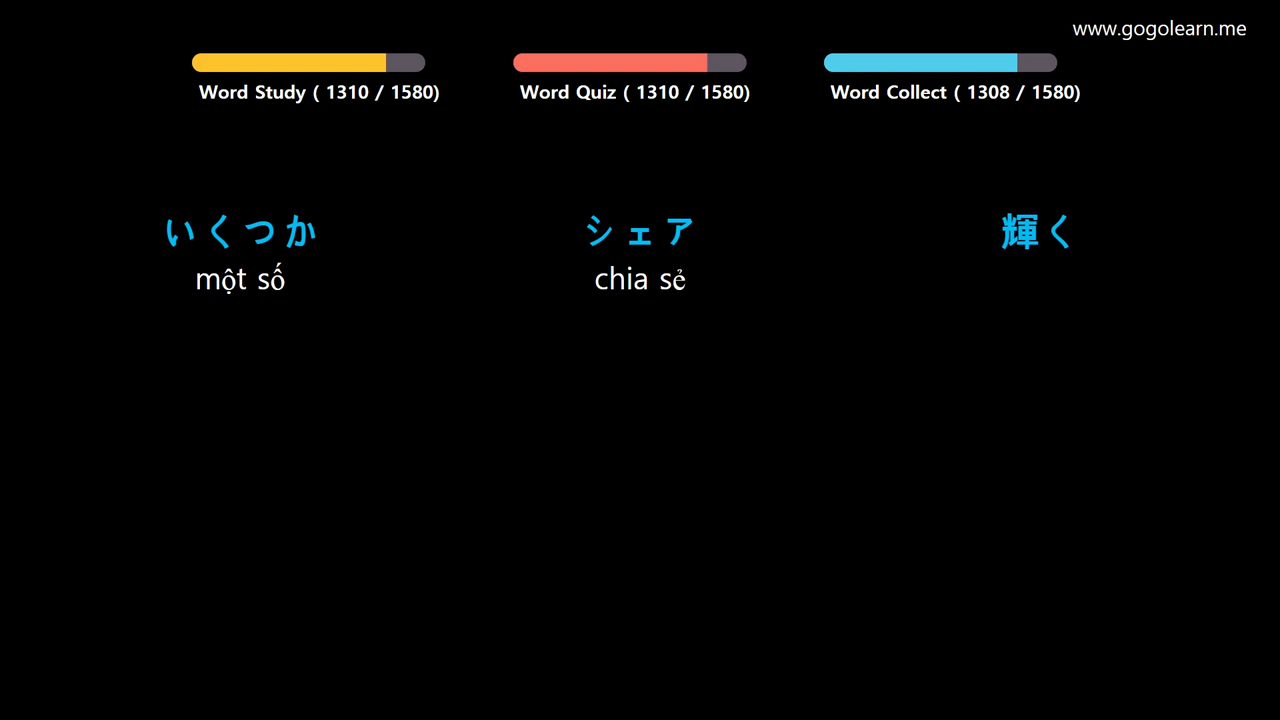 www.gogolearn.me
Word Study ( 1310 / 1580)
Word Quiz ( 1310 / 1580)
Word Collect ( 1308 / 1580)
いくつか
một số
シェア
chia sẻ
輝く